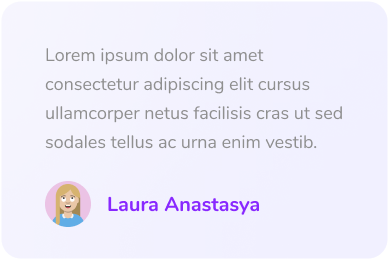 Lorem ipsum dolor sit amet
consectetur adipiscing elit cursus
ullamcorper netus facilisis cras ut sed
sodales tellus ac urna enim vestib.
Laura Anastasya